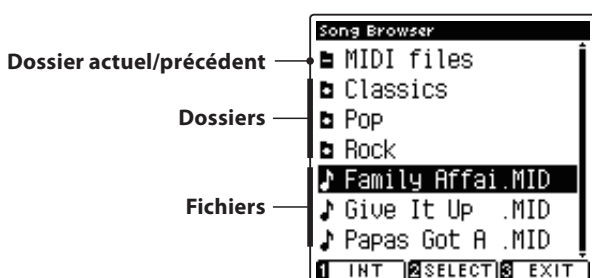 Song Browser
Dossier actuel/précédent
MIDI files
Dossiers
Classics
Pop
Rock
Fichiers
Family Affai.MID
Give It Up .MID
Papas Got A .MID
1 INT 2 SELECT 3 EXIT